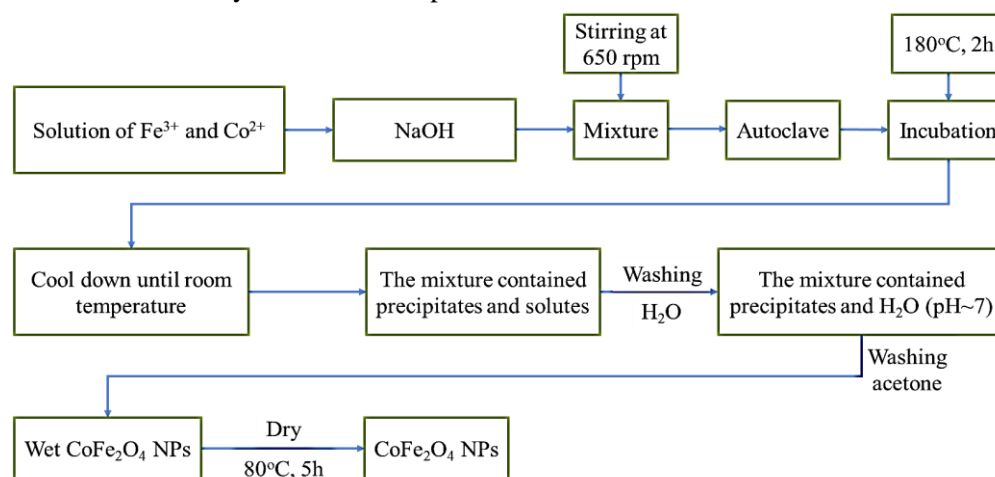 Stirring at
650 rpm
180°C, 2h
Solution of Fe³⁺ and Co²⁺
NaOH
Mixture
Autoclave
Incubation
Cool down until room
temperature
The mixture contained
precipitates and solutes
Washing
H₂O
The mixture contained
precipitates and H₂O (pH~7)
Washing
acetone
Wet CoFe₂O₄ NPs
Dry
80°C, 5h
CoFe₂O₄ NPs